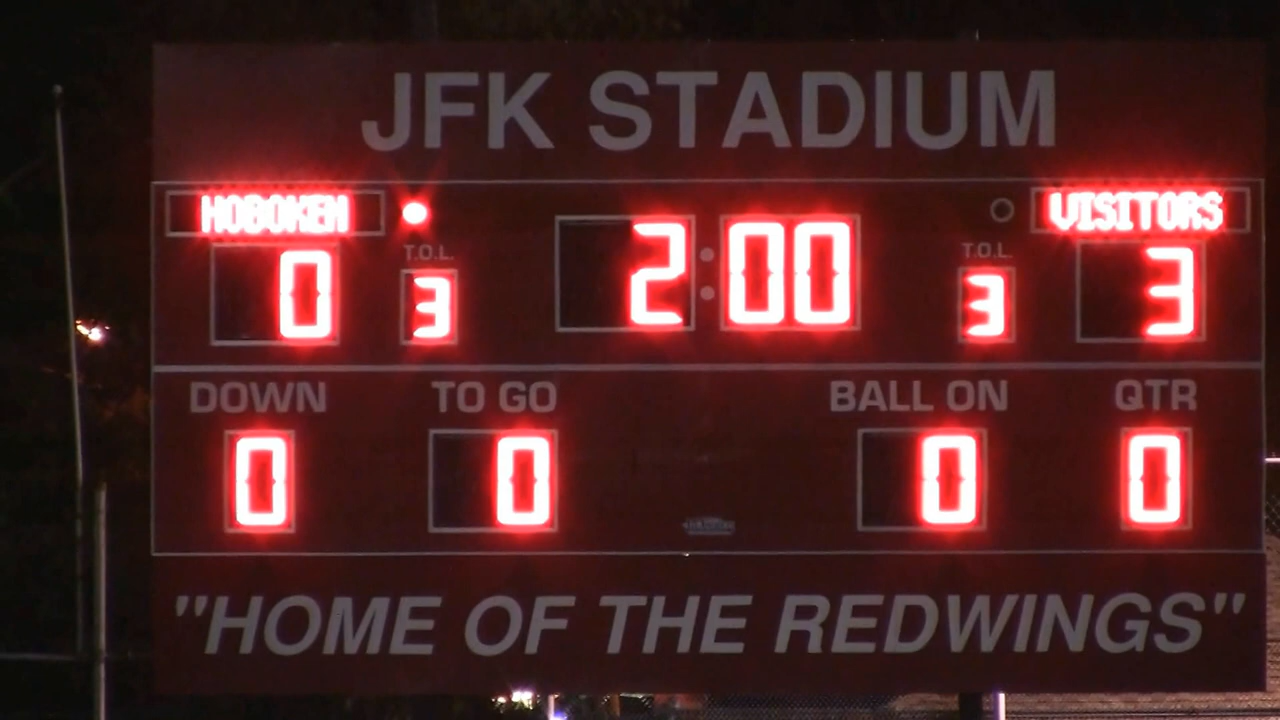 JFK STADIUM
HOBOKEN VISITORS
T.O.L. T.O.L.
0 3 2:00 3 3
DOWN TO GO BALL ON QTR
0 0 0 0
"HOME OF THE REDWINGS"